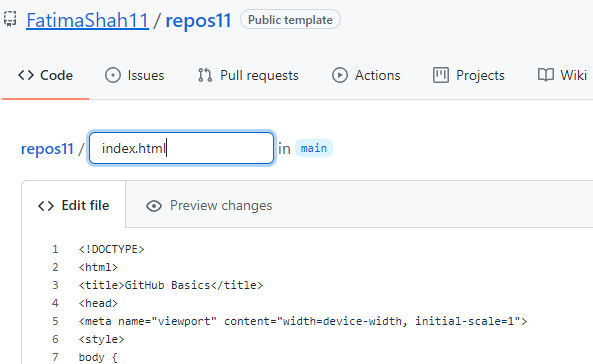 FatimaShah11 / repos11 Public template
<> Code Issues Pull requests Actions Projects Wiki
repos11 / index.html in main
<> Edit file Preview changes
1 <!DOCTYPE>
2 <html>
3 <title>GitHub Basics</title>
4 <head>
5 <meta name="viewport" content="width=device-width, initial-scale=1">
6 <style>
7 body {